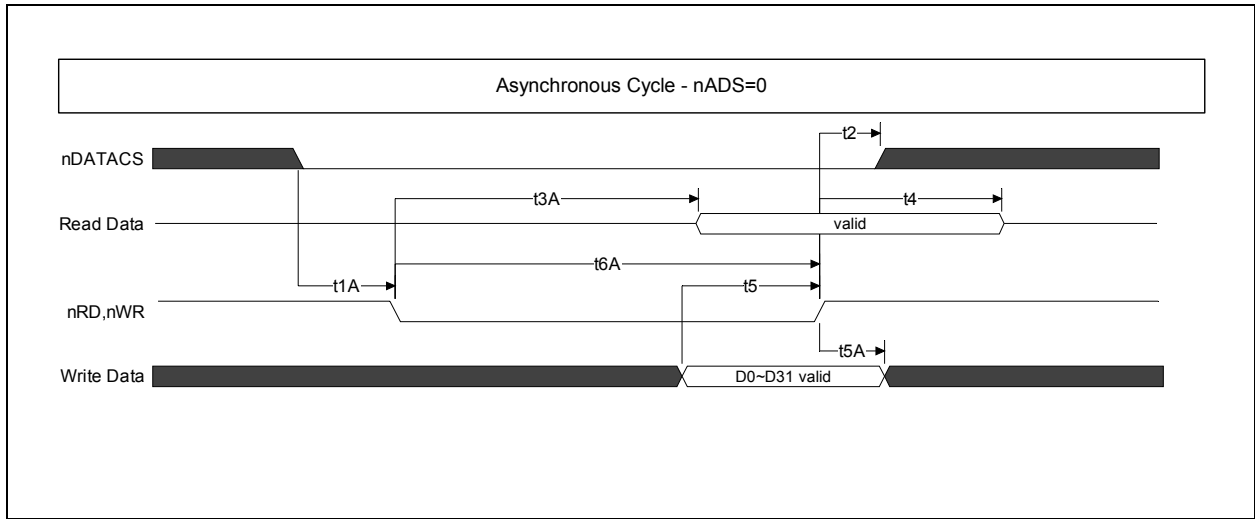 Asynchronous Cycle - nADS=0
t2
nDATACS
t3A
t4
Read Data
valid
t6A
t1A
t5
nRD,nWR
t5A
Write Data
D0~D31 valid